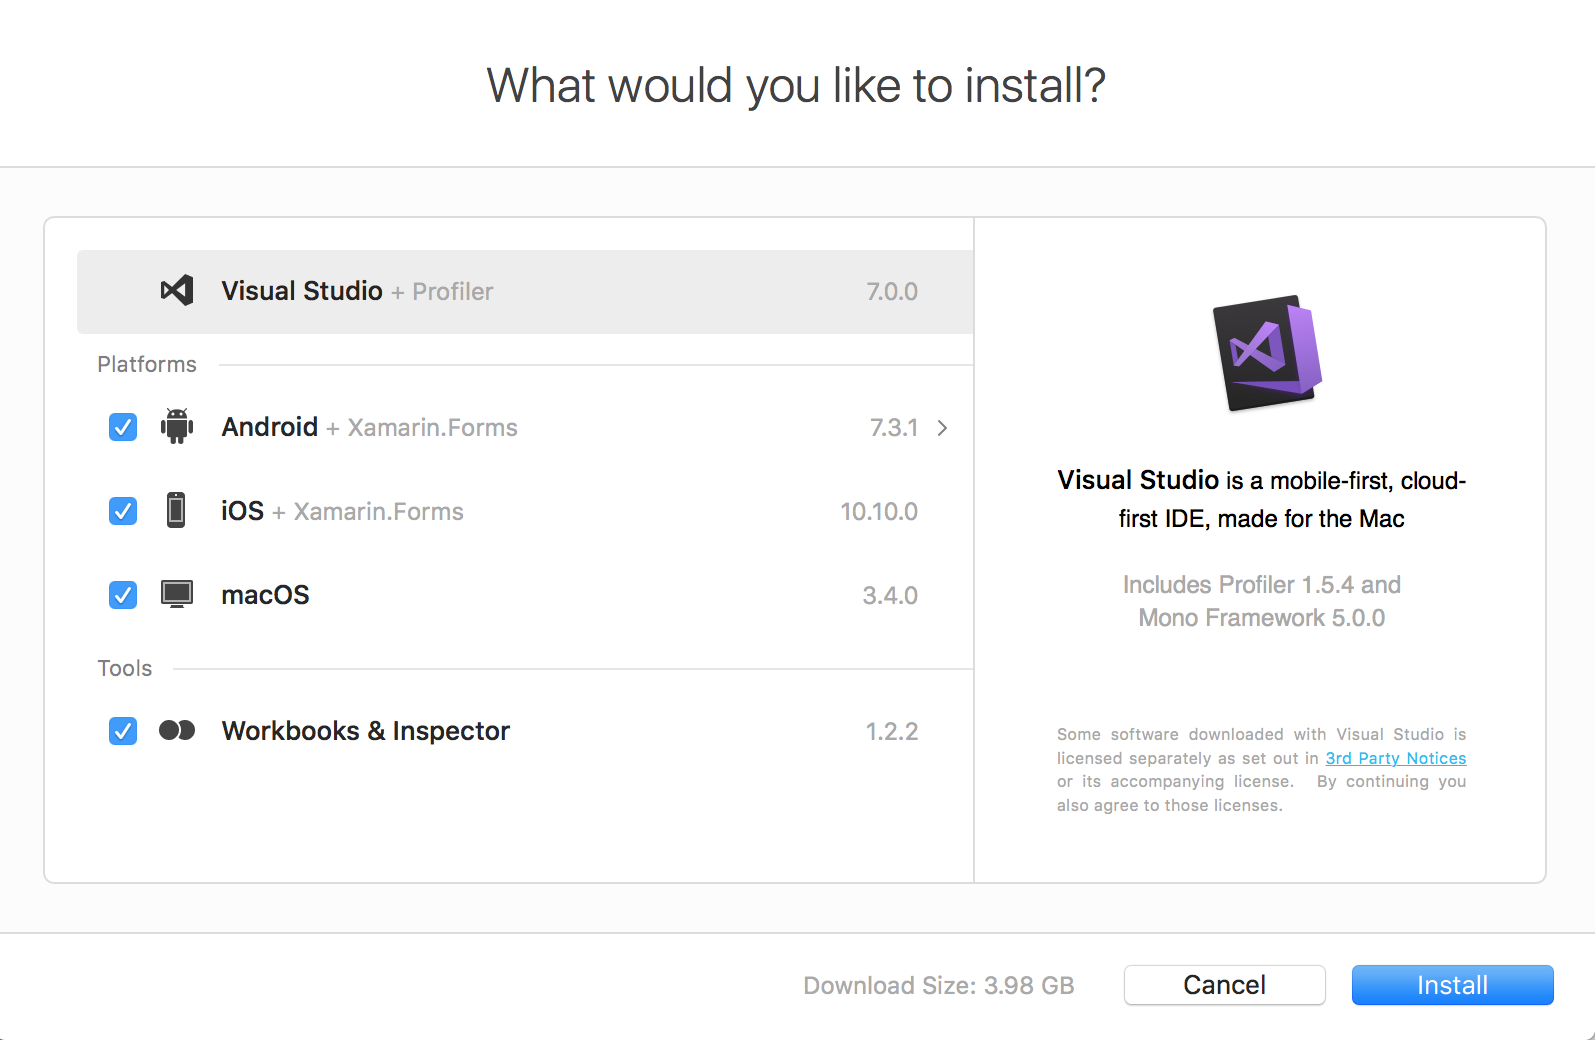 What would you like to install?
Visual Studio + Profiler 7.0.0
Platforms
Android + Xamarin.Forms 7.3.1
iOS + Xamarin.Forms 10.10.0
macOS 3.4.0
Tools
Workbooks & Inspector 1.2.2
Visual Studio is a mobile-first, cloud-
first IDE, made for the Mac
Includes Profiler 1.5.4 and
Mono Framework 5.0.0
Some software downloaded with Visual Studio is
licensed separately as set out in 3rd Party Notices
or its accompanying license. By continuing you
also agree to those licenses.
Download Size: 3.98 GB
Cancel
Install